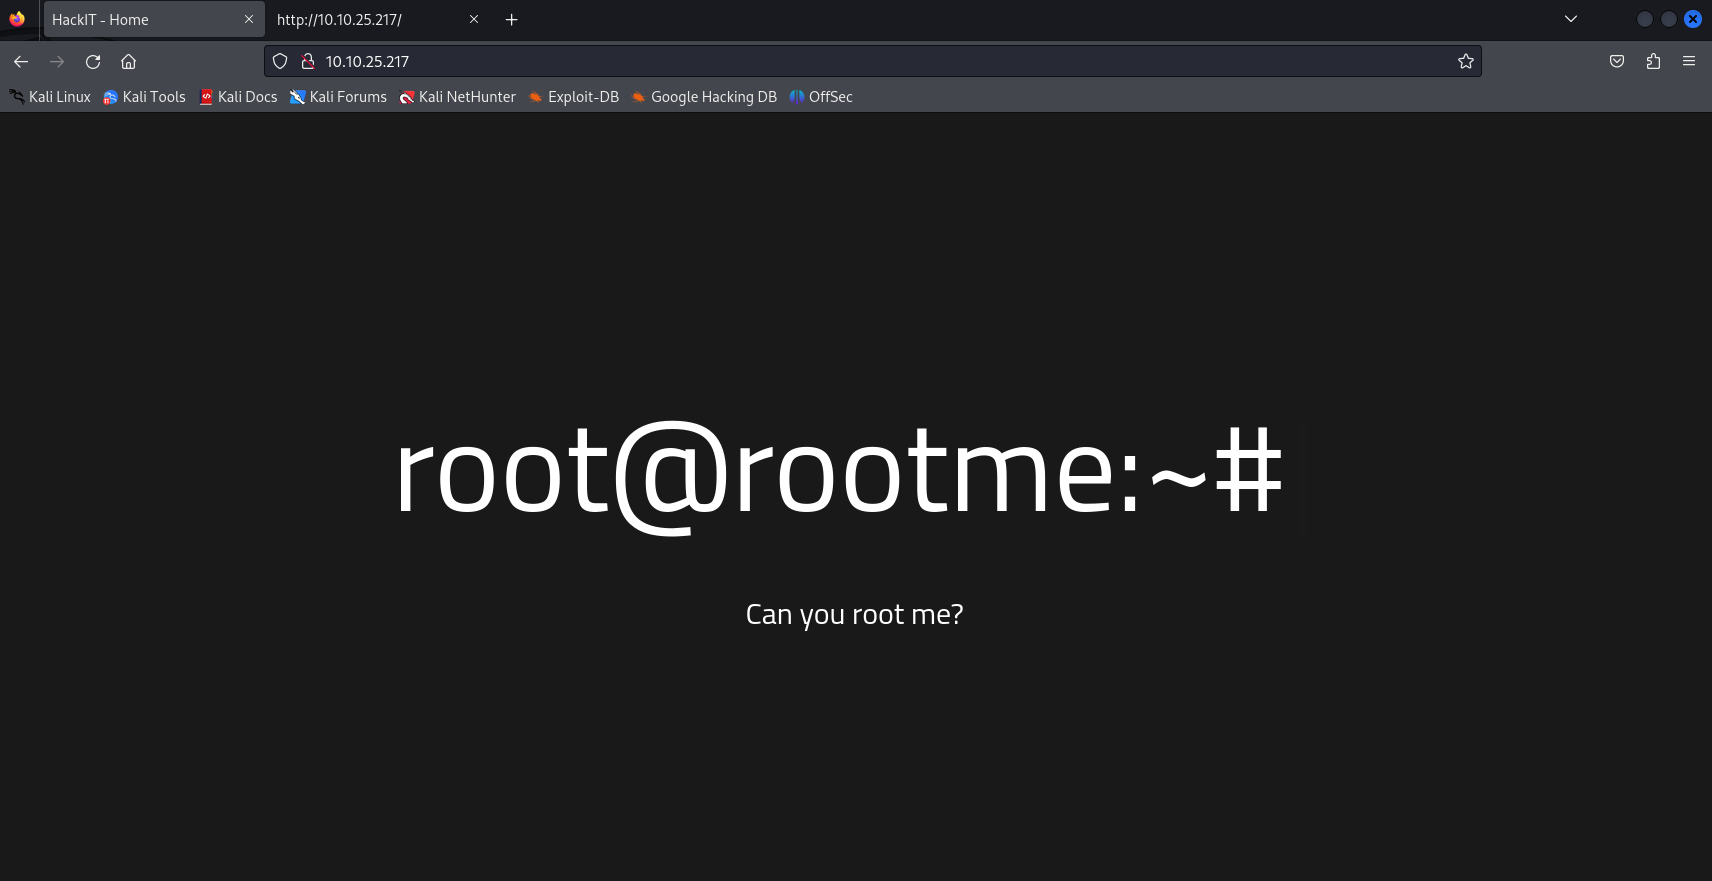 HackIT - Home
http://10.10.25.217/
10.10.25.217
Kali Linux Kali Tools Kali Docs Kali Forums Kali NetHunter Exploit-DB Google Hacking DB OffSec
root@rootme:~#
Can you root me?